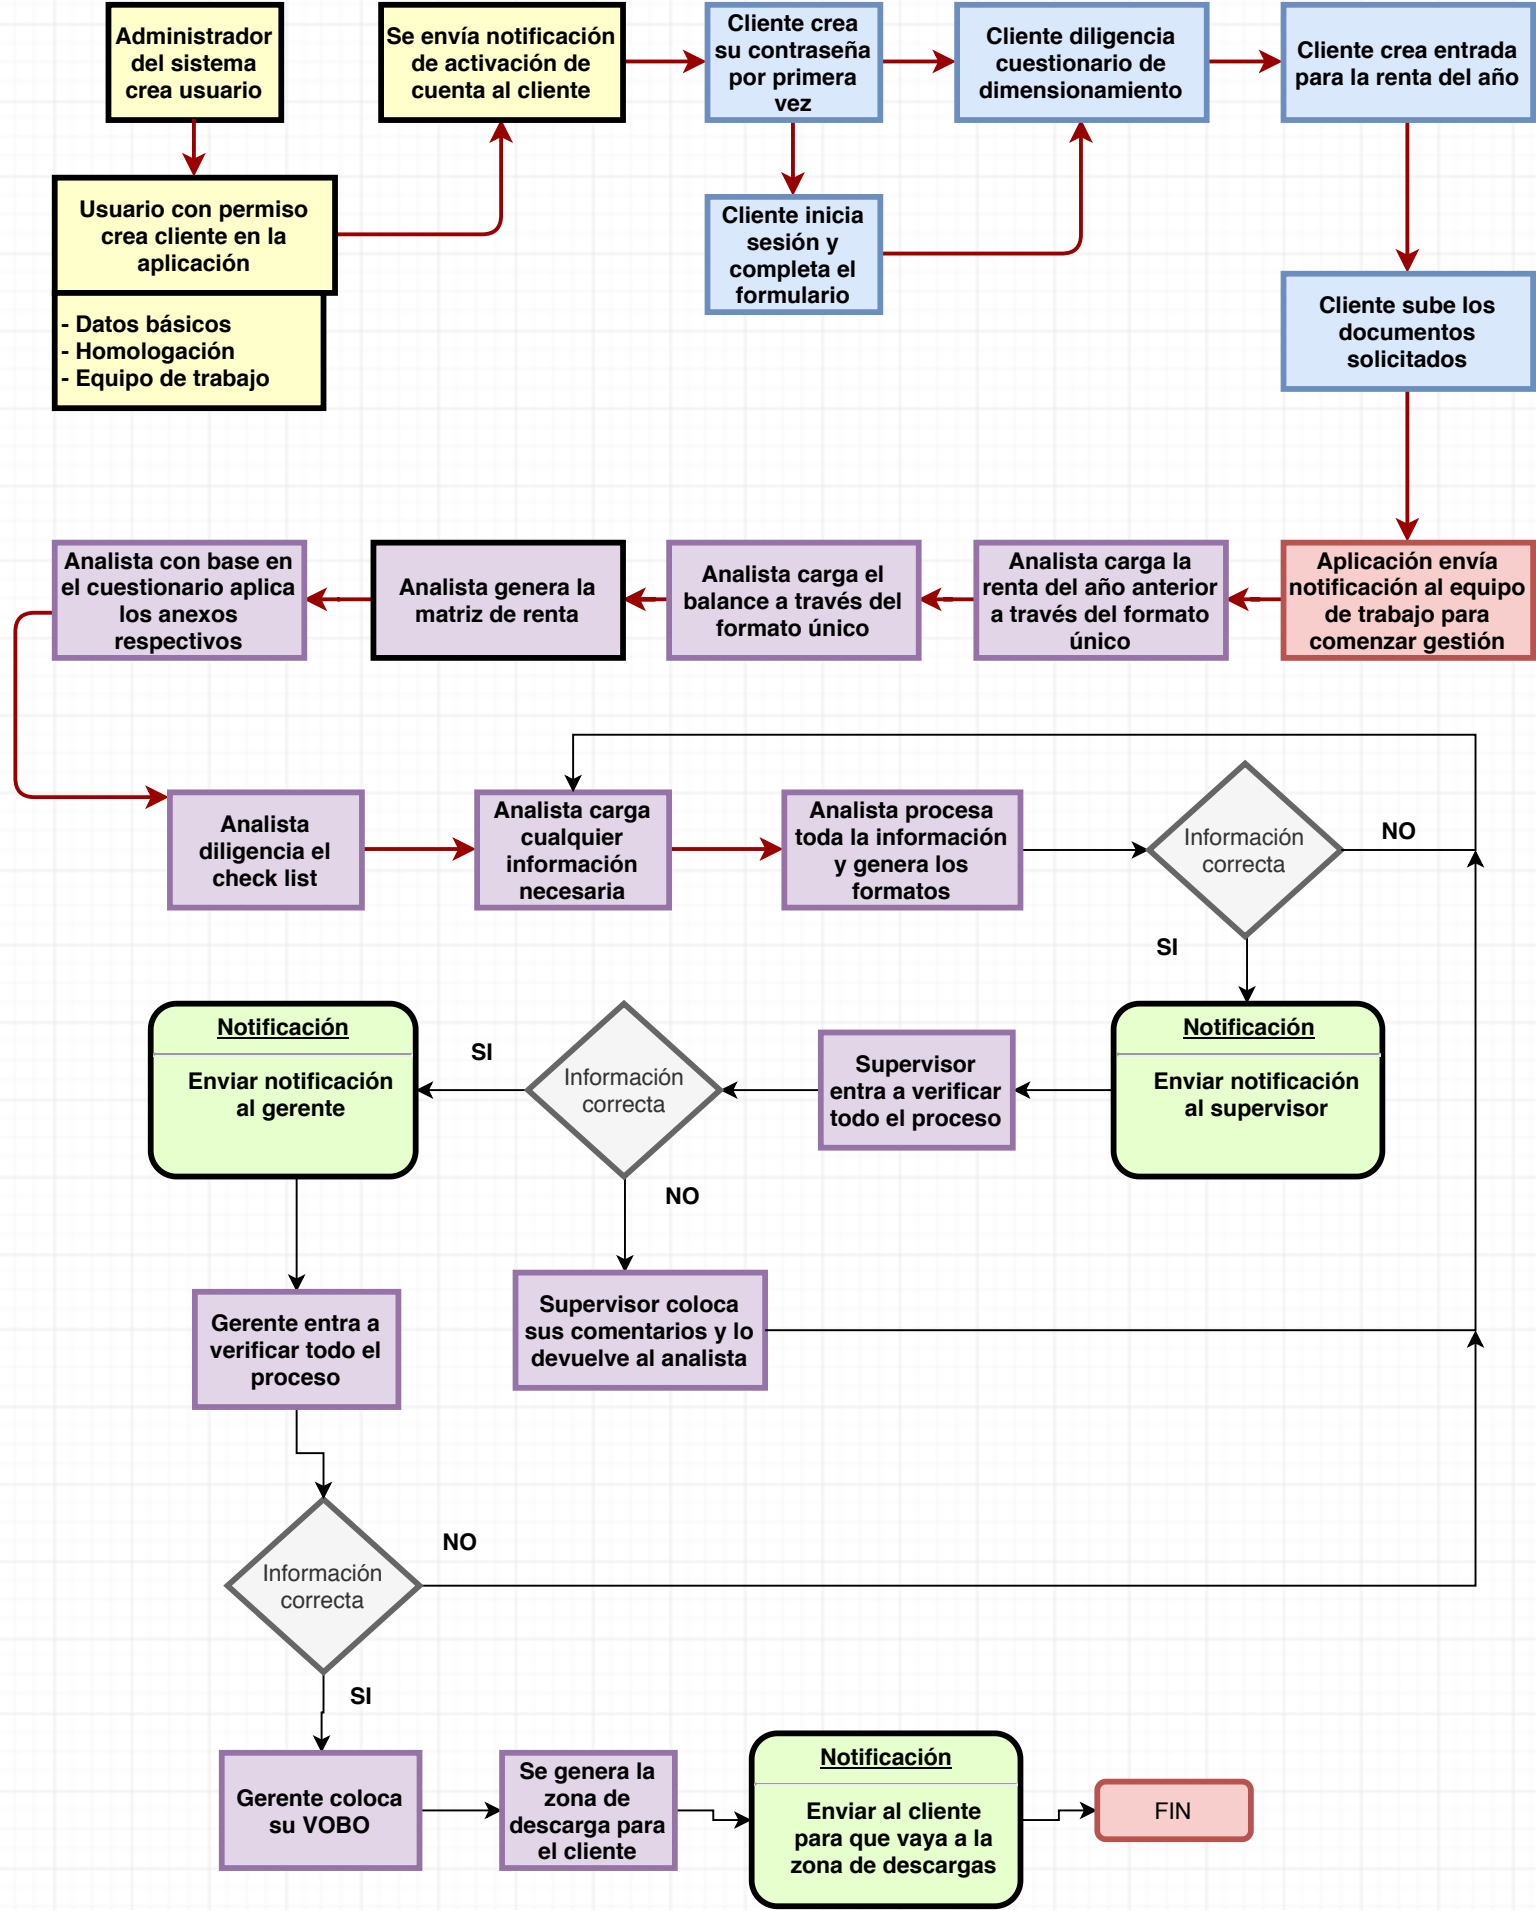 Administrador
del sistema
crea usuario
Se envía notificación
de activación de
cuenta al cliente
Cliente crea
su contraseña
por primera
vez
Cliente diligencia
cuestionario de
dimensionamiento
Cliente crea entrada
para la renta del año
Usuario con permiso
crea cliente en la
aplicación
- Datos básicos
- Homologación
- Equipo de trabajo
Cliente inicia
sesión y
completa el
formulario
Cliente sube los
documentos
solicitados
Analista con base en
el cuestionario aplica
los anexos
respectivos
Analista genera la
matriz de renta
Analista carga el
balance a través del
formato único
Analista carga la
renta del año anterior
a través del formato
único
Aplicación envía
notificación al equipo
de trabajo para
comenzar gestión
Analista
diligencia el
check list
Analista carga
cualquier
información
necesaria
Analista procesa
toda la información
y genera los
formatos
Información
correcta
NO
SI
Notificación
Enviar notificación
al gerente
SI
Información
correcta
Supervisor
entra a verificar
todo el proceso
Notificación
Enviar notificación
al supervisor
NO
Gerente entra a
verificar todo el
proceso
Supervisor coloca
sus comentarios y lo
devuelve al analista
Información
correcta
NO
SI
Gerente coloca
su VOBO
Se genera la
zona de
descarga para
el cliente
Notificación
Enviar al cliente
para que vaya a la
zona de descargas
FIN